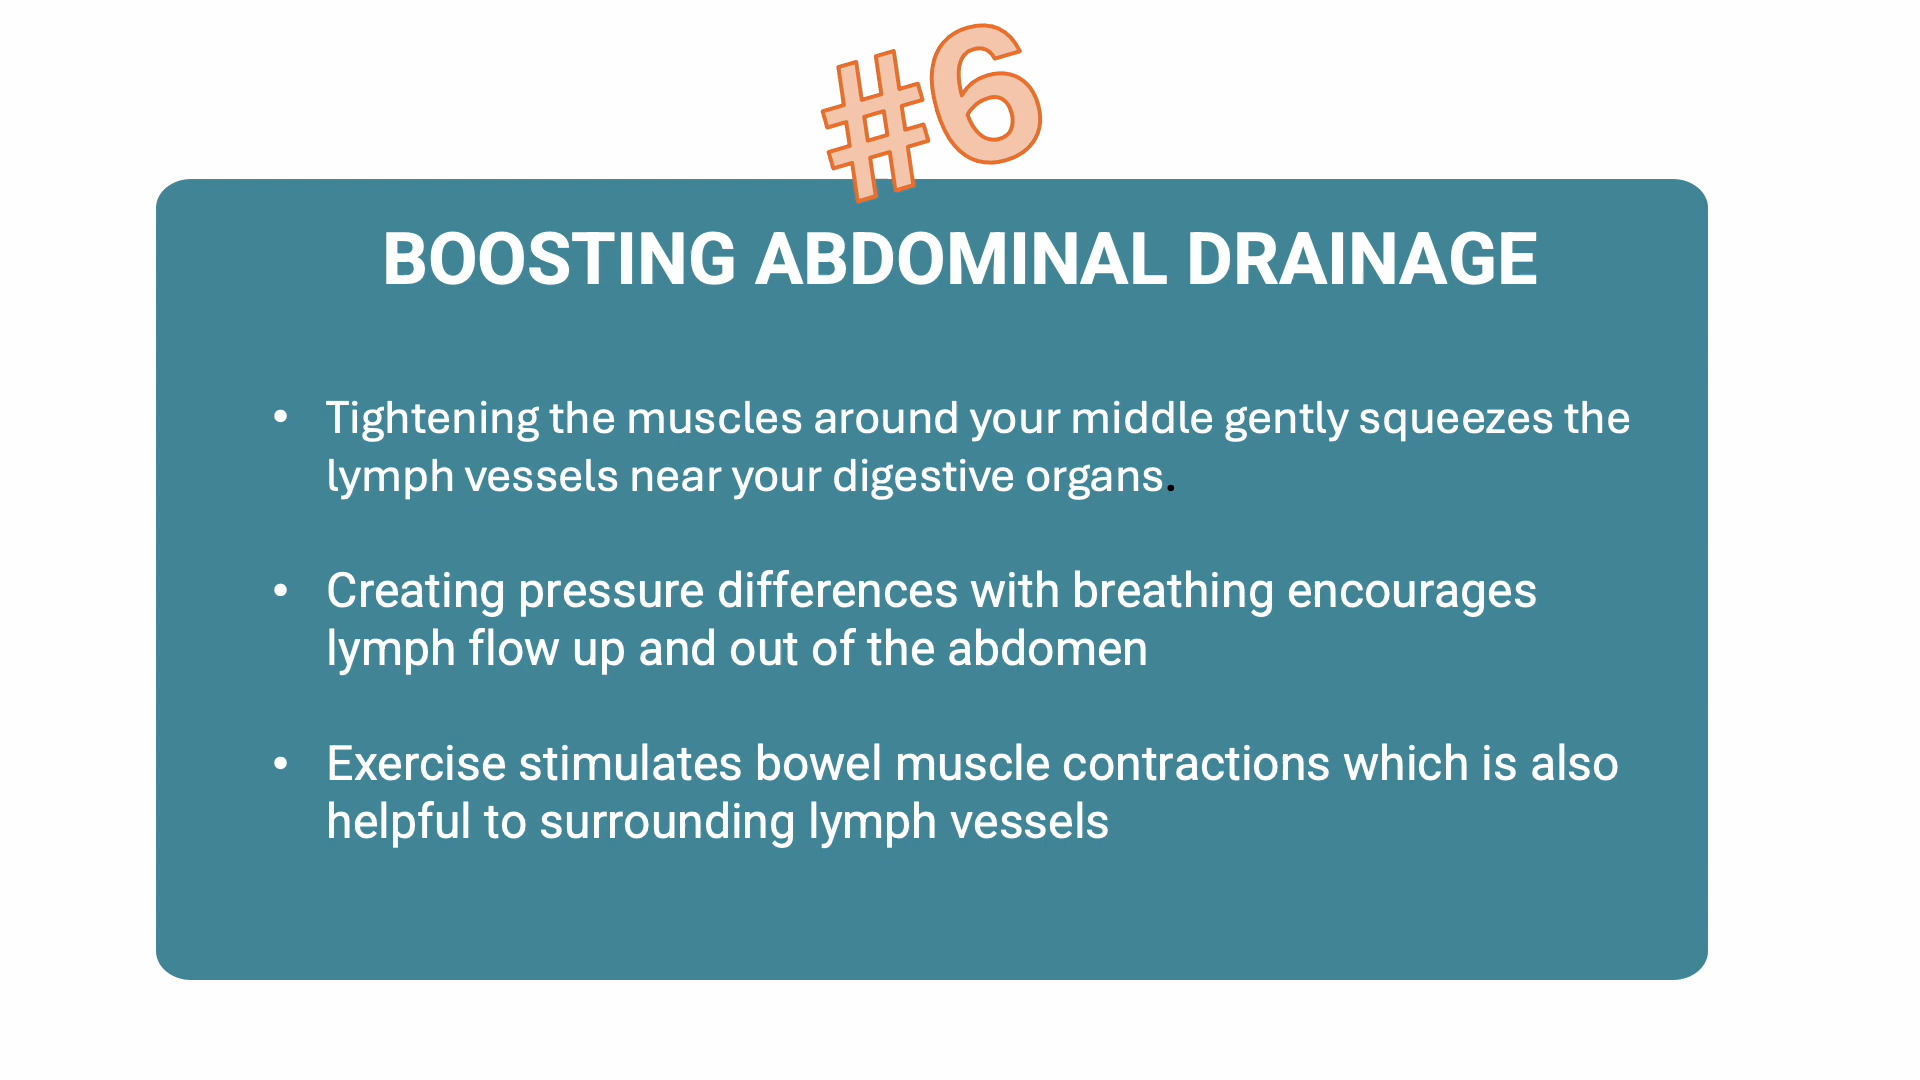 #6
BOOSTING ABDOMINAL DRAINAGE
• Tightening the muscles around your middle gently squeezes the
lymph vessels near your digestive organs.
• Creating pressure differences with breathing encourages
lymph flow up and out of the abdomen
• Exercise stimulates bowel muscle contractions which is also
helpful to surrounding lymph vessels